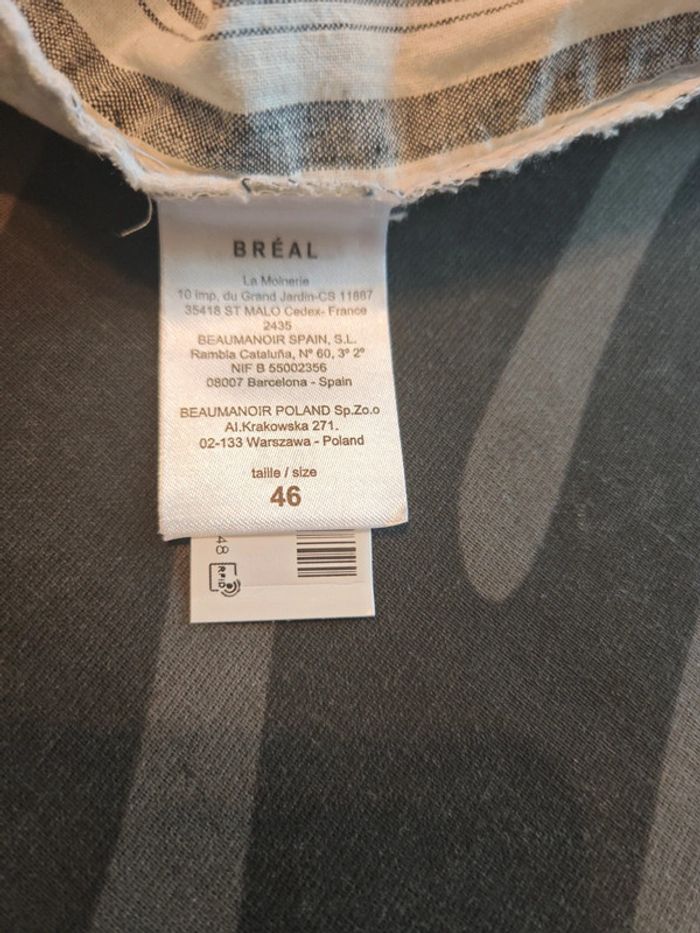 BRÉAL
La Moinerie
10 imp. du Grand Jardin-CS 11887
35418 ST MALO Cedex- France
2435
BEAUMANOIR SPAIN, S.L.
Rambla Cataluña, Nº 60, 3º 2º
NIF B 55002356
08007 Barcelona - Spain
BEAUMANOIR POLAND Sp.Zo.o
Al.Krakowska 271.
02-133 Warszawa - Poland
taille / size
46
48
RFID